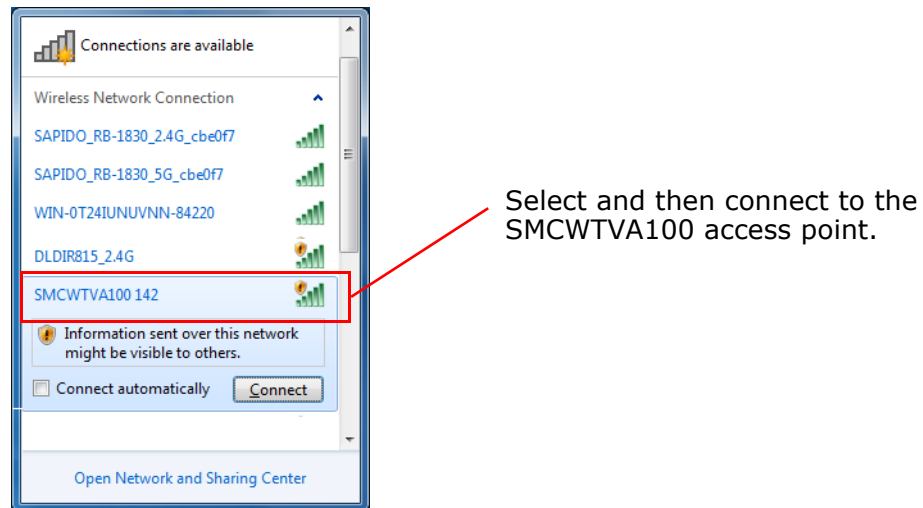 Connections are available
Wireless Network Connection
SAPIDO_RB-1830_2.4G_cbe0f7
SAPIDO_RB-1830_5G_cbe0f7
WIN-0T24IUNUVNN-84220
DLDIR815_2.4G
SMCWTVA100 142
Information sent over this network
might be visible to others.
Connect automatically Connect
Open Network and Sharing Center
Select and then connect to the
SMCWTVA100 access point.